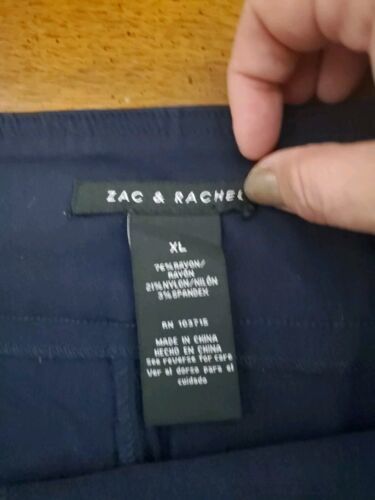 ZAC & RACHEL
XL
76% RAYON/
RAYÓN
21% NYLON/NILÓN
3% SPANDEX
RN 103715
MADE IN CHINA
HECHO EN CHINA
See reverse for care
Ver al dorso para el
cuidado